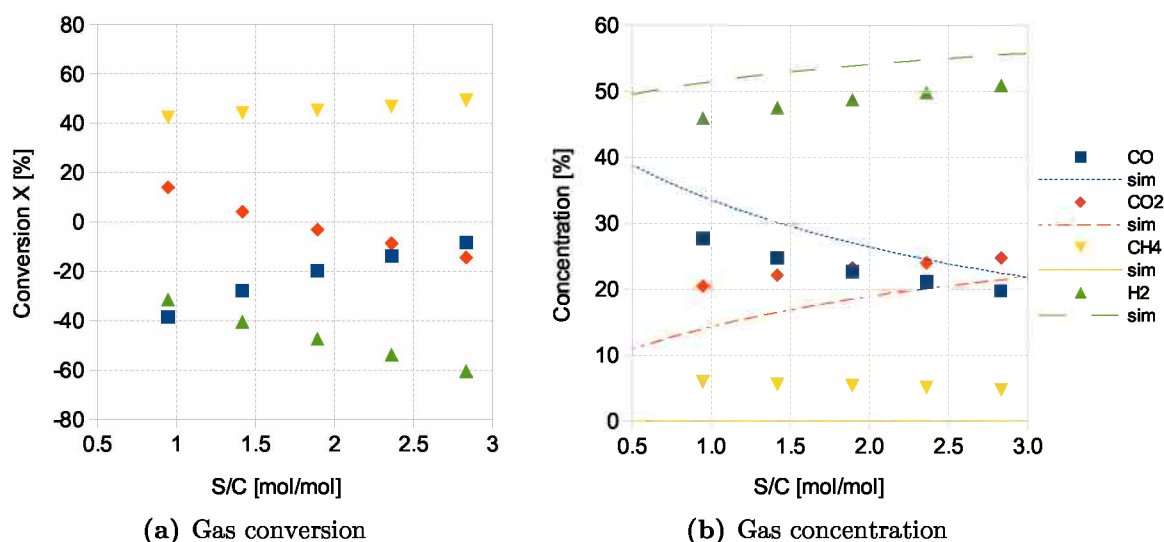 80
60
40
20
0
-20
-40
-60
-80
Conversion X [%]
0.5 1 1.5 2 2.5 3
S/C [mol/mol]
(a) Gas conversion
60
50
40
30
20
10
0
Concentration [%]
0.5 1.0 1.5 2.0 2.5 3.0
S/C [mol/mol]
(b) Gas concentration
CO
sim
CO2
sim
CH4
sim
H2
sim